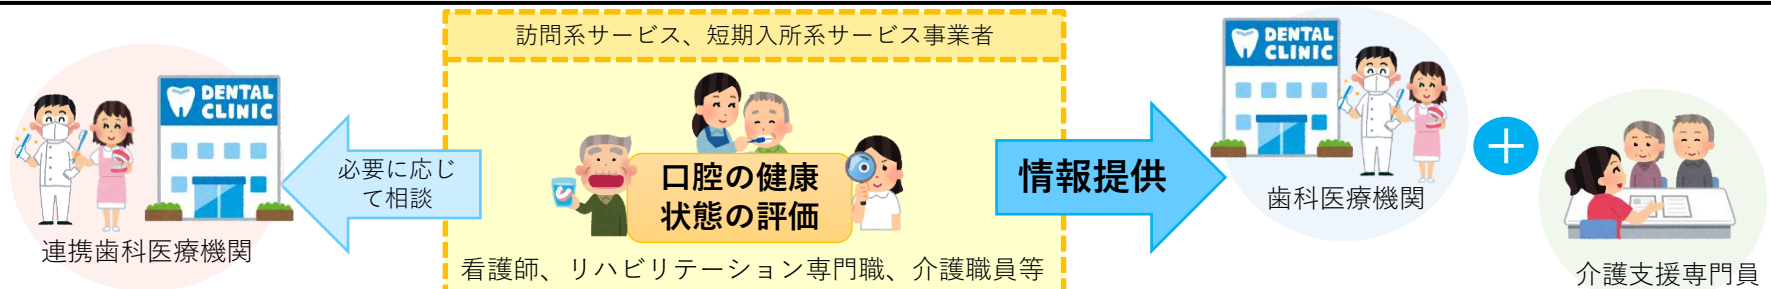 訪問系サービス、短期入所系サービス事業者
DENTAL
CLINIC
必要に応じ
て相談
連携歯科医療機関
口腔の健康
状態の評価
看護師、リハビリテーション専門職、介護職員等
情報提供
DENTAL
CLINIC
歯科医療機関
＋
介護支援専門員